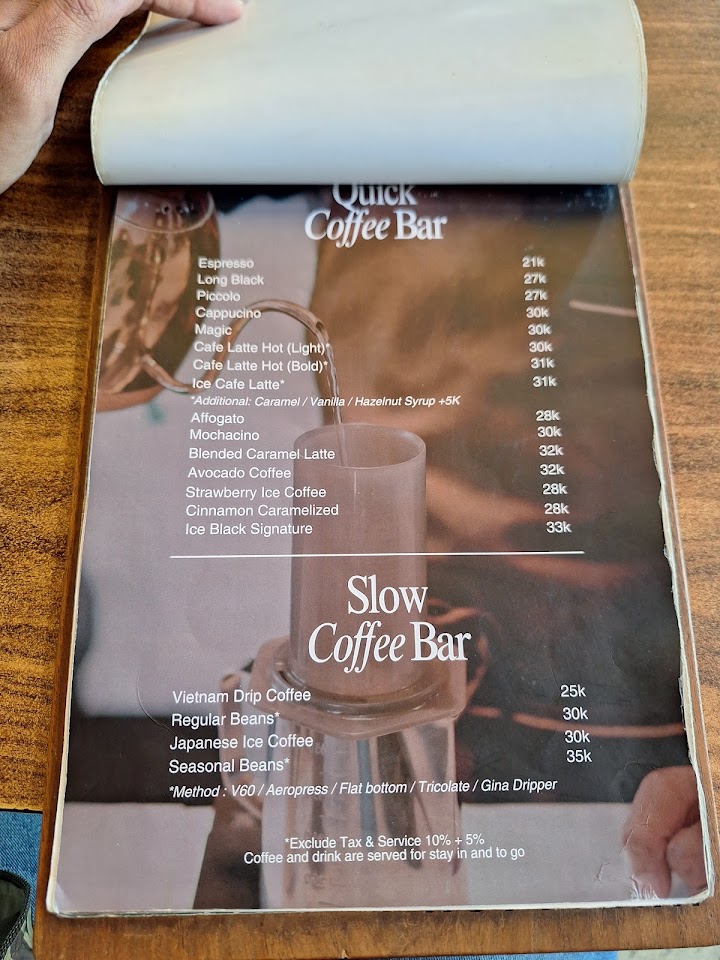 Quick
Coffee Bar
Espresso 21k
Long Black 27k
Piccolo 27k
Cappucino 30k
Magic 30k
Cafe Latte Hot (Light)* 30k
Cafe Latte Hot (Bold)* 31k
Ice Cafe Latte* 31k
*Additional: Caramel / Vanilla / Hazelnut Syrup +5K
Affogato 28k
Mochacino 30k
Blended Caramel Latte 32k
Avocado Coffee 32k
Strawberry Ice Coffee 28k
Cinnamon Caramelized 28k
Ice Black Signature 33k
Slow
Coffee Bar
Vietnam Drip Coffee 25k
Regular Beans* 30k
Japanese Ice Coffee 30k
Seasonal Beans* 35k
*Method : V60 / Aeropress / Flat bottom / Tricolate / Gina Dripper
*Exclude Tax & Service 10% + 5%
Coffee and drink are served for stay in and to go